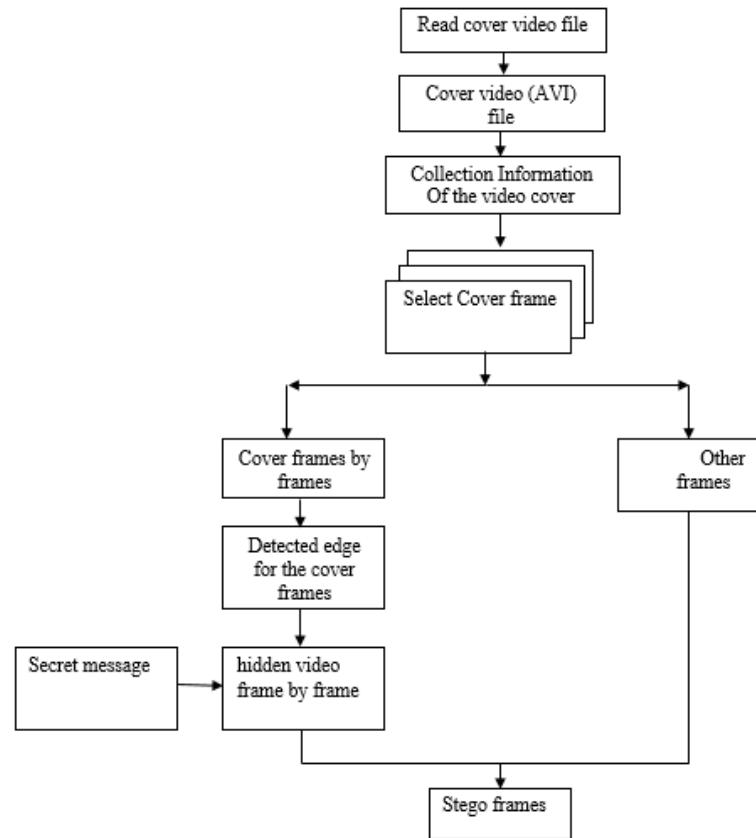 Read cover video file
Cover video (AVI)
file
Collection Information
Of the video cover
Select Cover frame
Cover frames by
frames
Other
frames
Detected edge
for the cover
frames
Secret message
hidden video
frame by frame
Stego frames